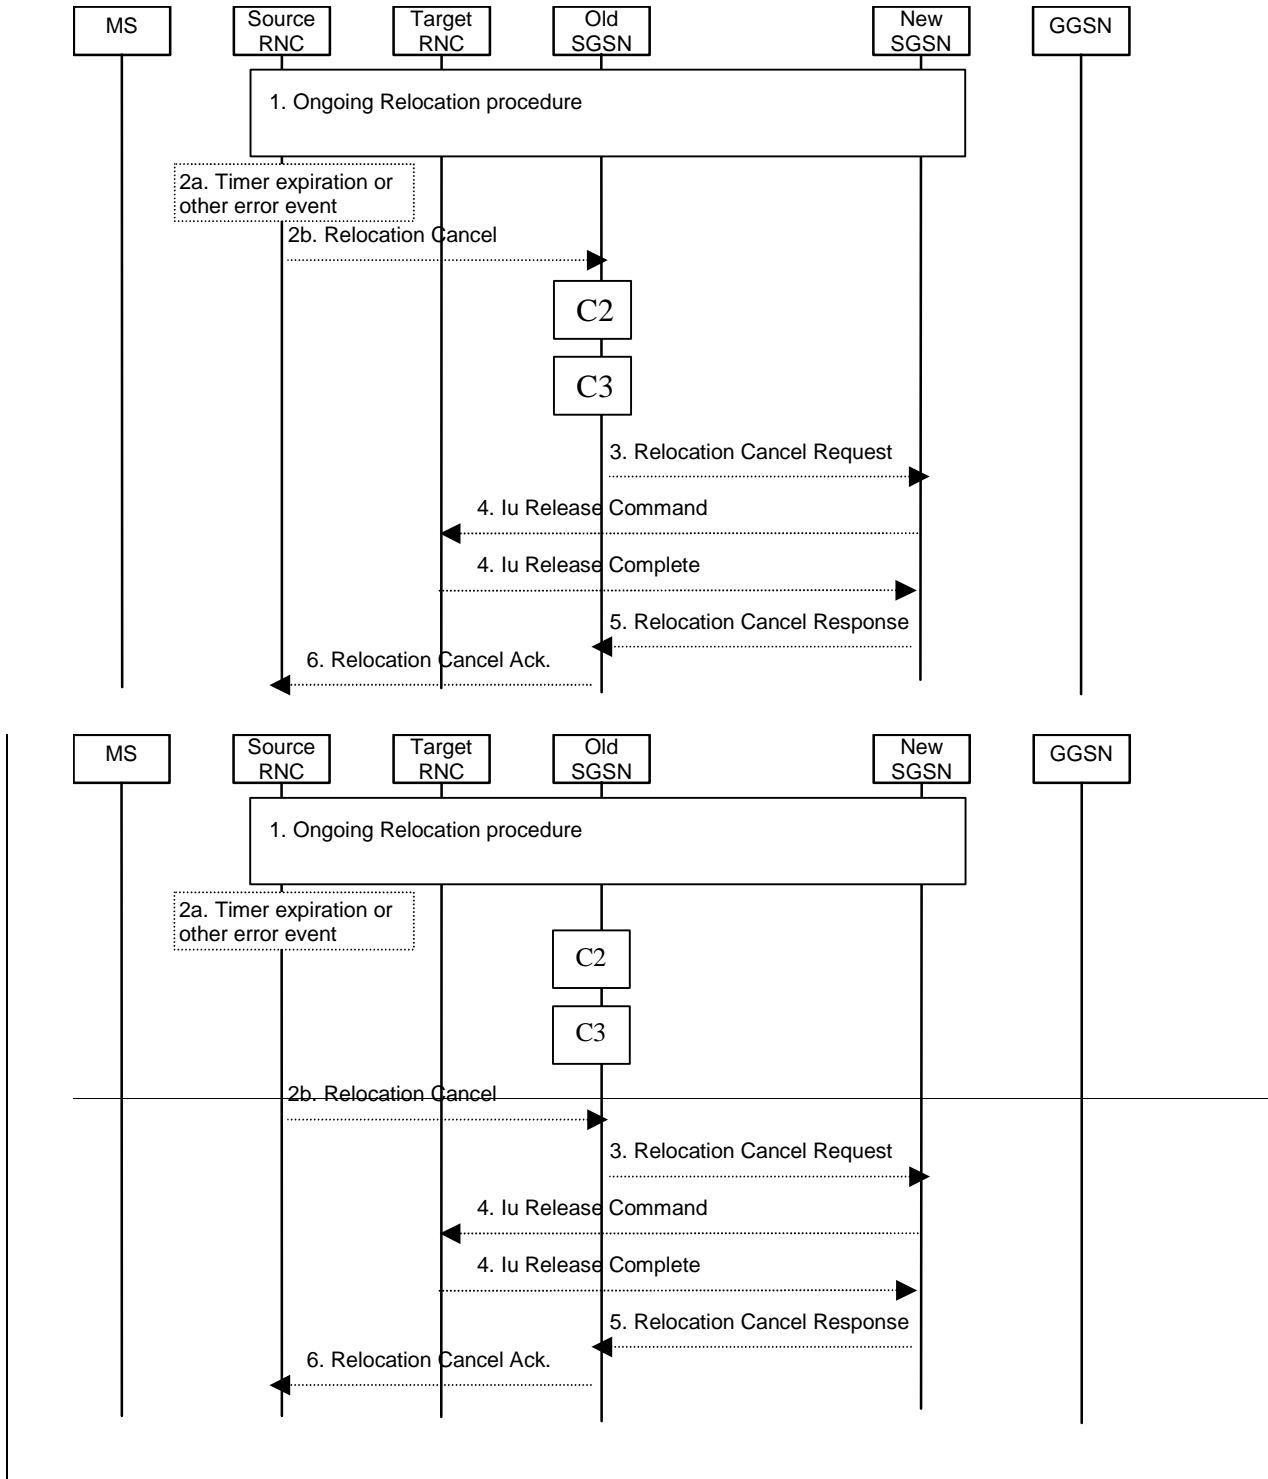 MS
Source
RNC
Target
RNC
Old
SGSN
New
SGSN
GGSN
1. Ongoing Relocation procedure
2a. Timer expiration or
other error event
2b. Relocation Cancel
C2
C3
3. Relocation Cancel Request
4. Iu Release Command
4. Iu Release Complete
5. Relocation Cancel Response
6. Relocation Cancel Ack.
MS
Source
RNC
Target
RNC
Old
SGSN
New
SGSN
GGSN
1. Ongoing Relocation procedure
2a. Timer expiration or
other error event
C2
C3
2b. Relocation Cancel
3. Relocation Cancel Request
4. Iu Release Command
4. Iu Release Complete
5. Relocation Cancel Response
6. Relocation Cancel Ack.